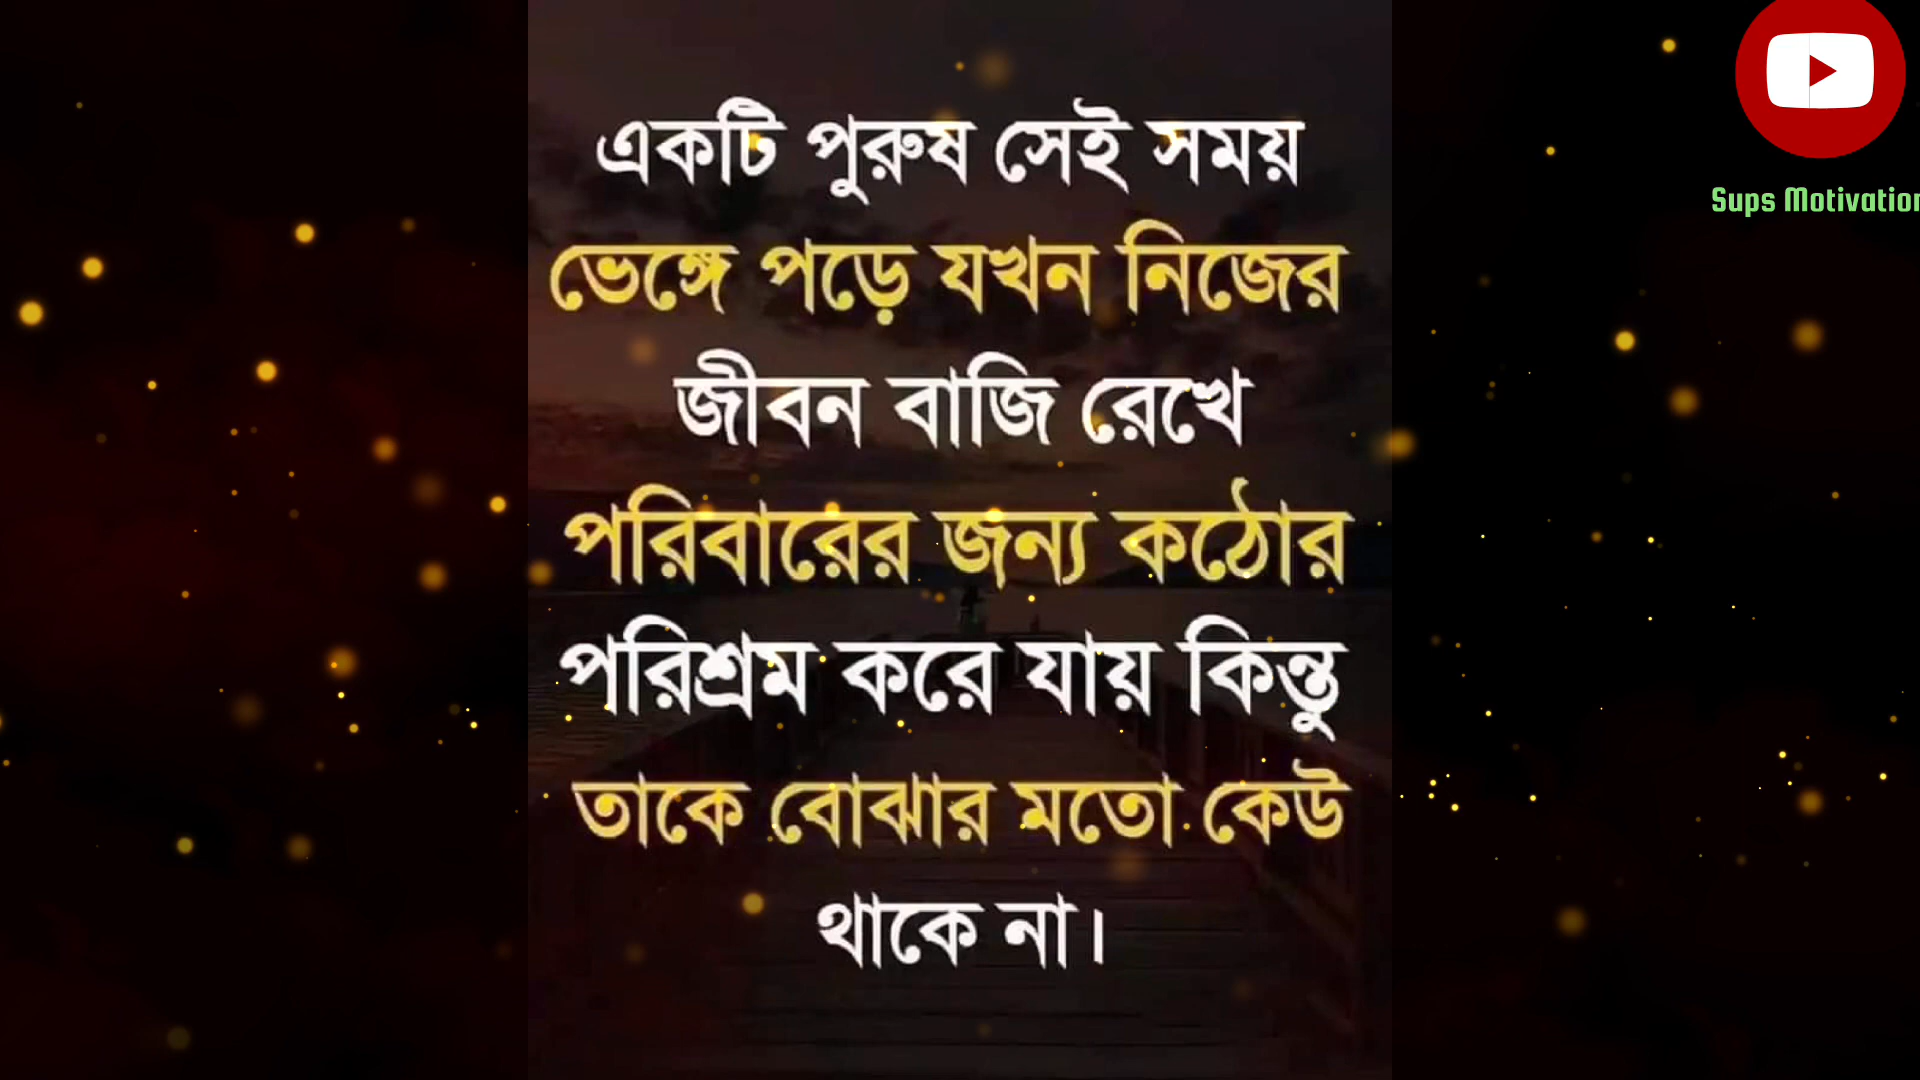 একটি পুরুষ সেই সময়
ভেঙ্গে পড়ে যখন নিজের
জীবন বাজি রেখে
পরিবারের জন্য কঠোর
পরিশ্রম করে যায় কিন্তু
তাকে বোঝার মতো কেউ
থাকে না।
Sups Motivation